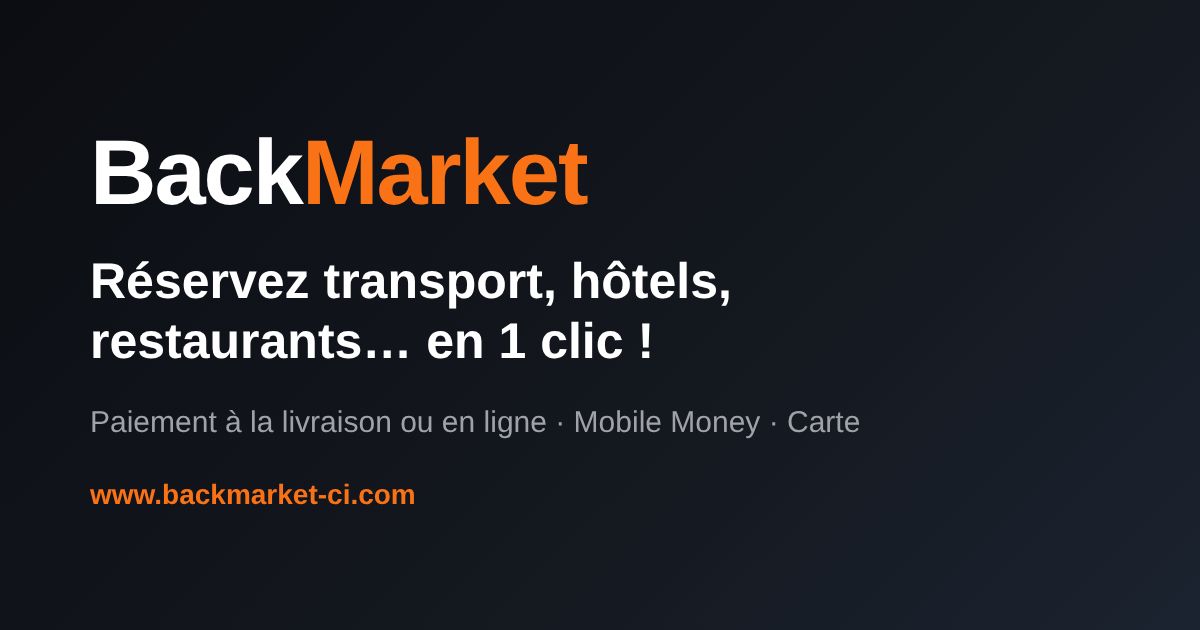 BackMarket
Réservez transport, hôtels,
restaurants… en 1 clic !
Paiement à la livraison ou en ligne · Mobile Money · Carte
www.backmarket-ci.com